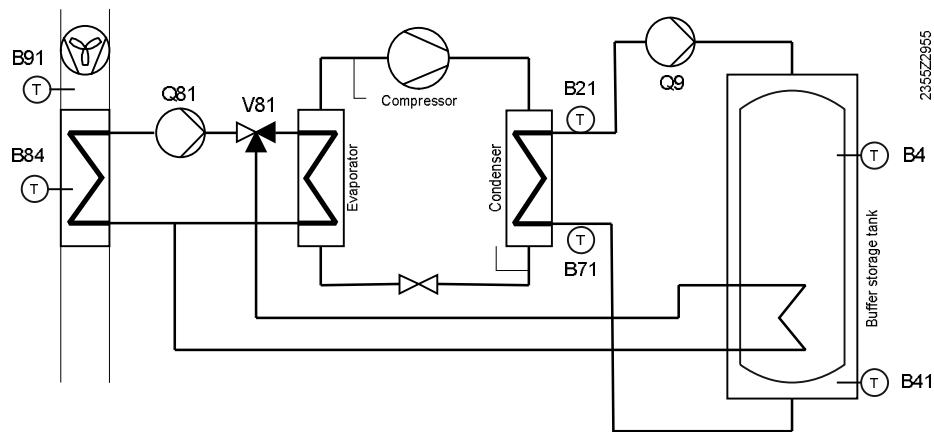 B91
T
Q81
V81
Compressor
B21
T
Q9
2355Z2955
B84
T
Evaporator
Condenser
T
B4
T
B71
Buffer storage tank
T
B41